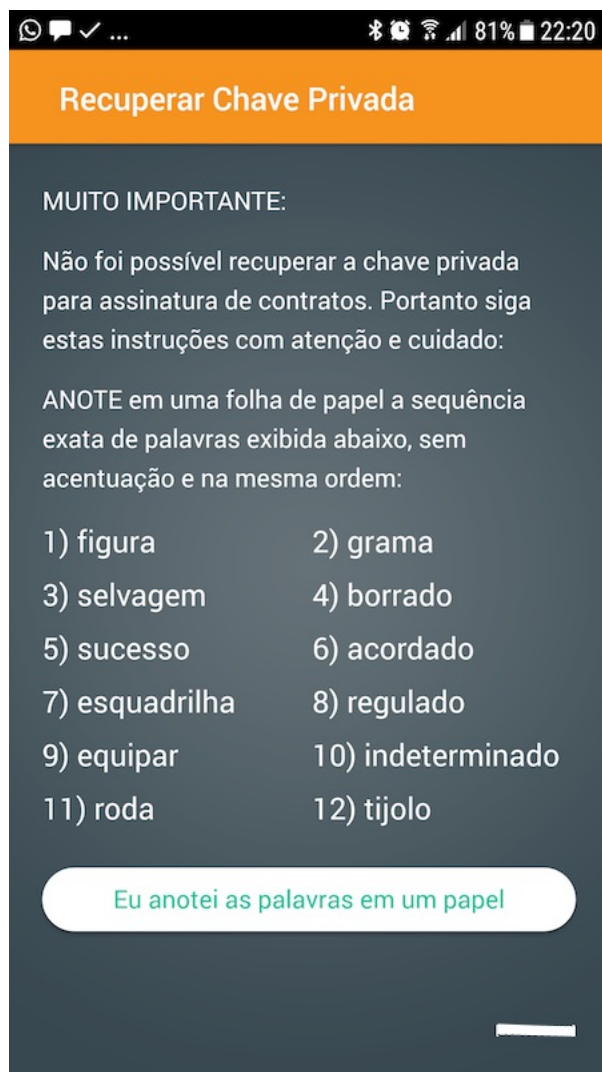 ... 81% 22:20
Recuperar Chave Privada
MUITO IMPORTANTE:
Não foi possível recuperar a chave privada
para assinatura de contratos. Portanto siga
estas instruções com atenção e cuidado:
ANOTE em uma folha de papel a sequência
exata de palavras exibida abaixo, sem
acentuação e na mesma ordem:
1) figura 2) grama
3) selvagem 4) borrado
5) sucesso 6) acordado
7) esquadrilha 8) regulado
9) equipar 10) indeterminado
11) roda 12) tijolo
Eu anotei as palavras em um papel